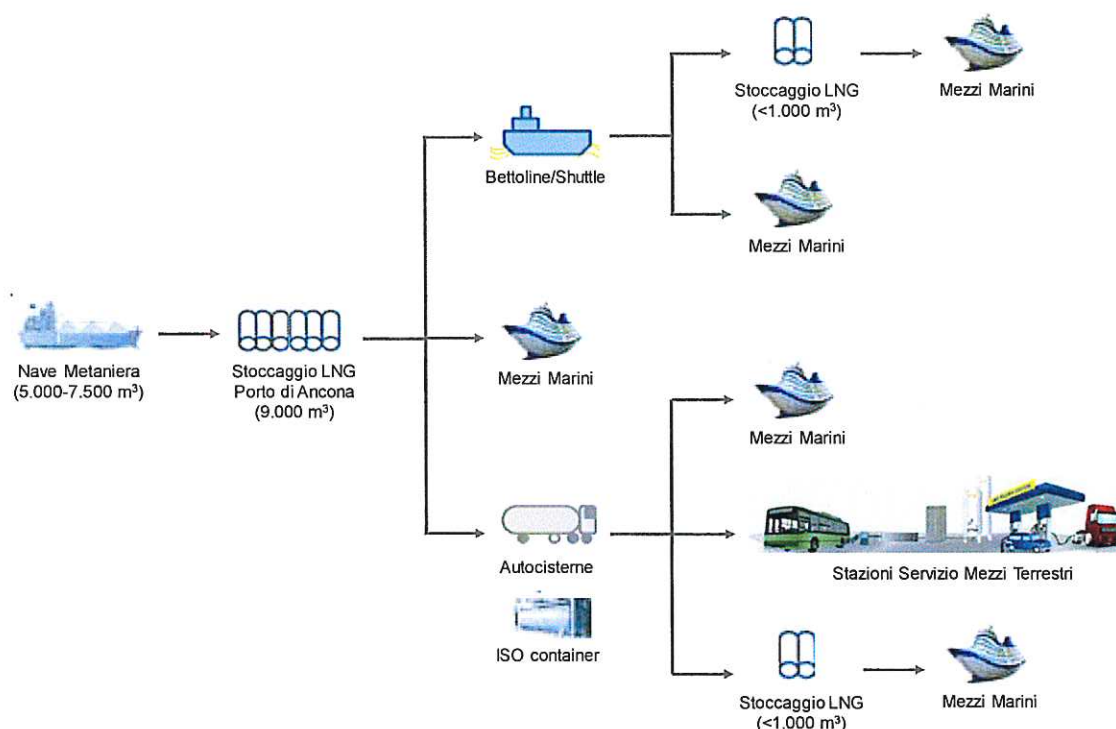 Stoccaggio LNG
(<1.000 m³)
Mezzi Marini
Bettoline/Shuttle
Mezzi Marini
Nave Metaniera
(5.000-7.500 m³)
Stoccaggio LNG
Porto di Ancona
(9.000 m³)
Mezzi Marini
Mezzi Marini
Autocisterne
Stazioni Servizio Mezzi Terrestri
ISO container
Stoccaggio LNG
(<1.000 m³)
Mezzi Marini